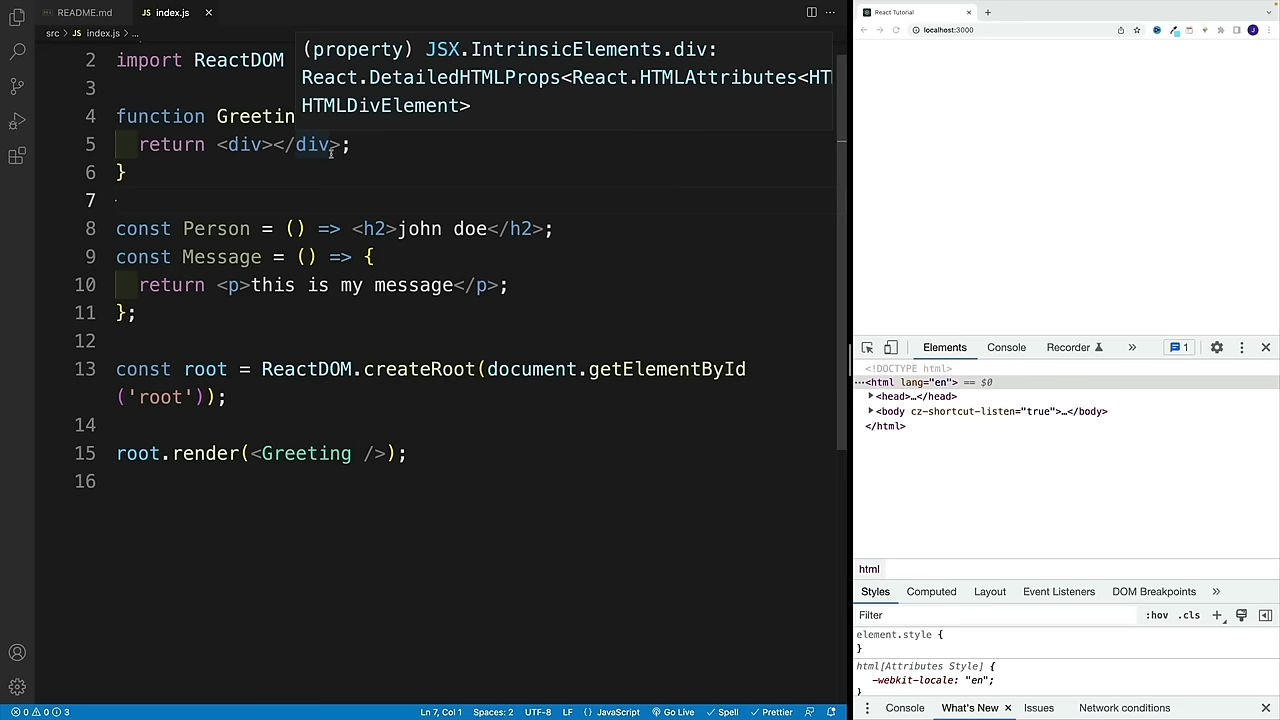 README.md
index.js
src > index.js > ...
2 import ReactDOM
3
4 function Greetin
5 return <div></div>;
6 }
7
8 const Person = () => <h2>john doe</h2>;
9 const Message = () => {
10 return <p>this is my message</p>;
11 };
12
13 const root = ReactDOM.createRoot(document.getElementById
('root'));
14
15 root.render(<Greeting />);
16
(property) JSX.IntrinsicElements.div:
React.DetailedHTMLProps<React.HTMLAttributes<HT
HTMLDivElement>
0 0 3
Ln 7, Col 1 Spaces: 2 UTF-8 LF {} JavaScript Go Live Spell Prettier
React Tutorial
localhost:3000
J
Elements Console Recorder 1
<!DOCTYPE html>
<html lang="en"> == $0
<head>…</head>
<body cz-shortcut-listen="true">…</body>
</html>
html
Styles Computed Layout Event Listeners DOM Breakpoints
Filter :hov .cls
element.style {
}
html[Attributes Style] {
-webkit-locale: "en";
}
Console What's New Issues Network conditions